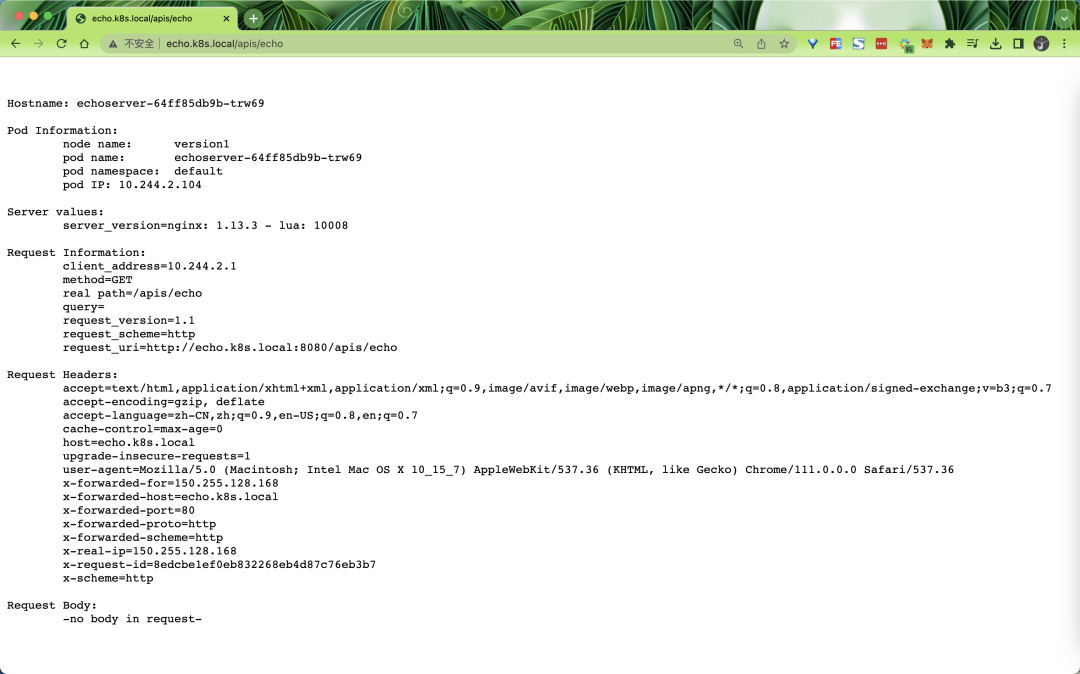 echo.k8s.local/apis/echo
不安全
echo.k8s.local/apis/echo
FE
Hostname: echoserver-64ff85db9b-trw69
Pod Information:
node name: version1
pod name: echoserver-64ff85db9b-trw69
pod namespace: default
pod IP: 10.244.2.104
Server values:
server_version=nginx: 1.13.3 - lua: 10008
Request Information:
client_address=10.244.2.1
method=GET
real path=/apis/echo
query=
request_version=1.1
request_scheme=http
request_uri=http://echo.k8s.local:8080/apis/echo
Request Headers:
accept=text/html,application/xhtml+xml,application/xml;q=0.9,image/avif,image/webp,image/apng,*/*;q=0.8,application/signed-exchange;v=b3;q=0.7
accept-encoding=gzip, deflate
accept-language=zh-CN,zh;q=0.9,en-US;q=0.8,en;q=0.7
cache-control=max-age=0
host=echo.k8s.local
upgrade-insecure-requests=1
user-agent=Mozilla/5.0 (Macintosh; Intel Mac OS X 10_15_7) AppleWebKit/537.36 (KHTML, like Gecko) Chrome/111.0.0.0 Safari/537.36
x-forwarded-for=150.255.128.168
x-forwarded-host=echo.k8s.local
x-forwarded-port=80
x-forwarded-proto=http
x-forwarded-scheme=http
x-real-ip=150.255.128.168
x-request-id=8edcbe1ef0eb832268eb4d87c76eb3b7
x-scheme=http
Request Body:
-no body in request-